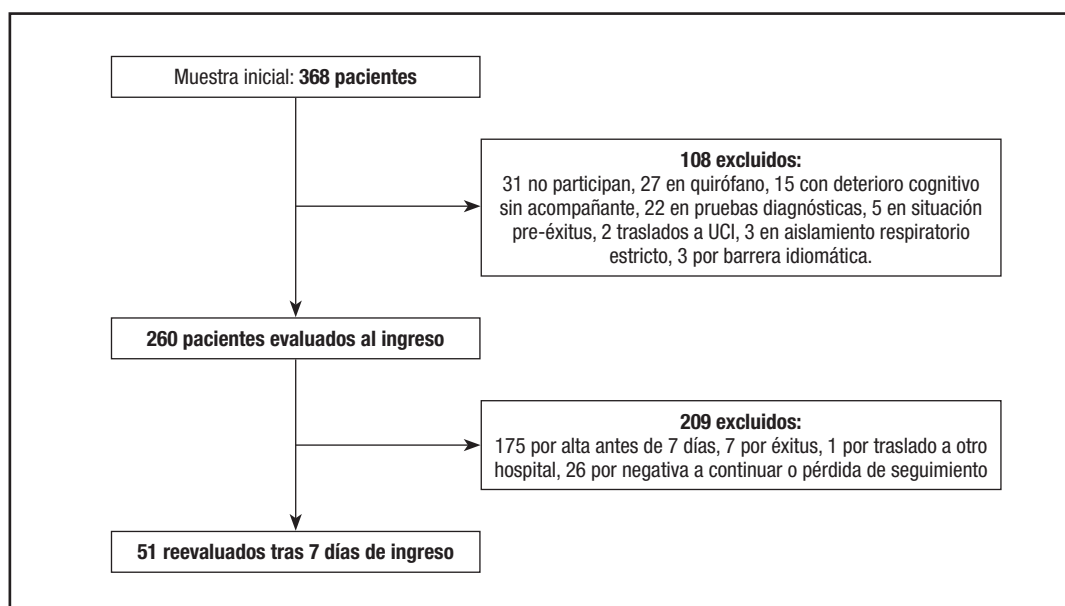 Muestra inicial: 368 pacientes
108 excluidos:
31 no participan, 27 en quirófano, 15 con deterioro cognitivo
sin acompañante, 22 en pruebas diagnósticas, 5 en situación
pre-éxitus, 2 traslados a UCI, 3 en aislamiento respiratorio
estricto, 3 por barrera idiomática.
260 pacientes evaluados al ingreso
209 excluidos:
175 por alta antes de 7 días, 7 por éxitus, 1 por traslado a otro
hospital, 26 por negativa a continuar o pérdida de seguimiento
51 reevaluados tras 7 días de ingreso